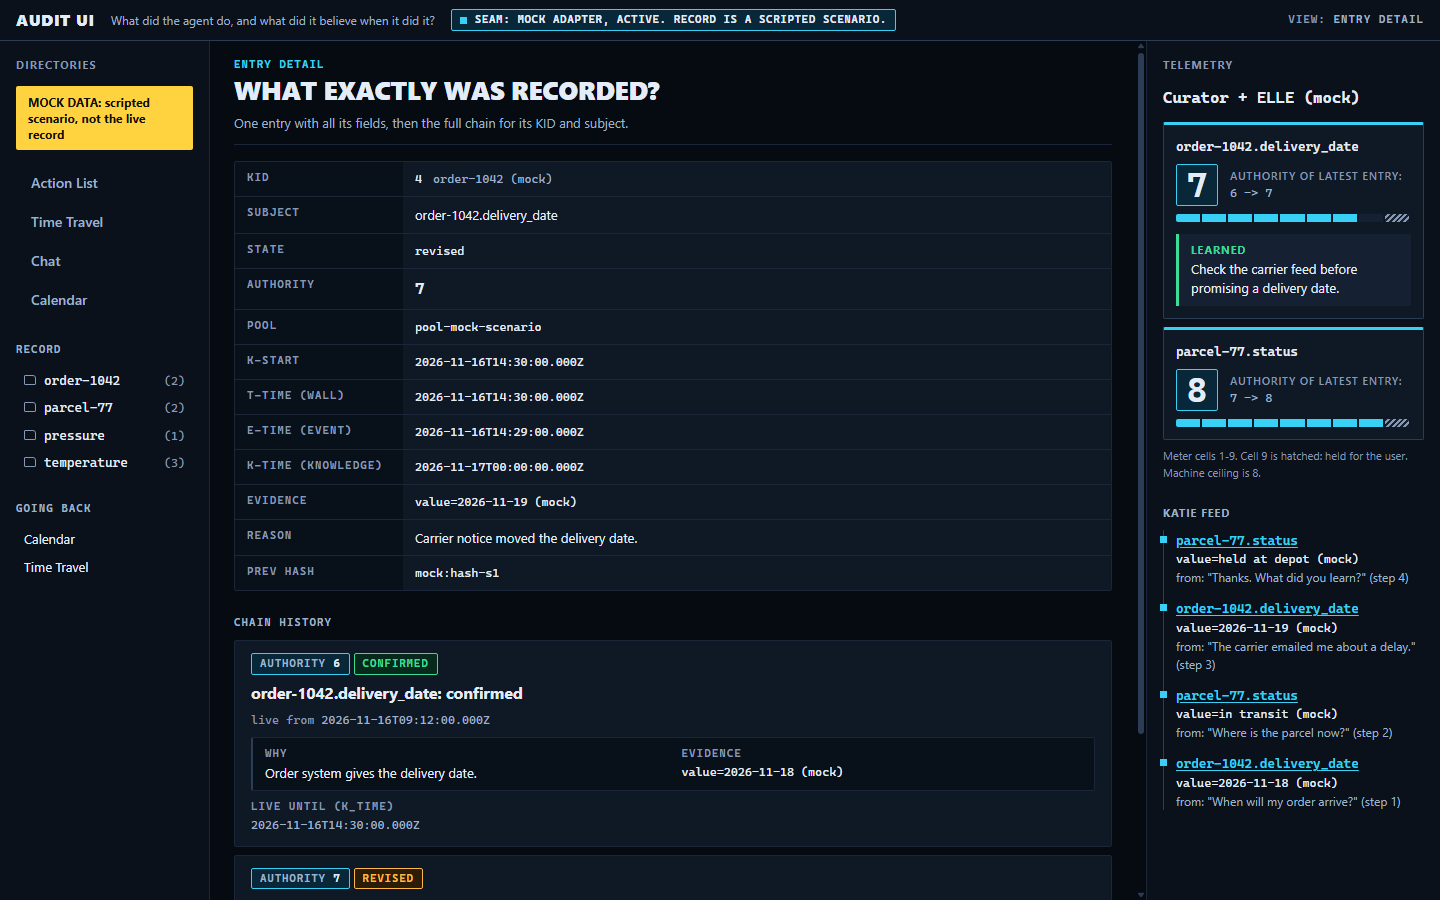 AUDIT UI
What did the agent do, and what did it believe when it did it?
SEAM: MOCK ADAPTER, ACTIVE. RECORD IS A SCRIPTED SCENARIO.
VIEW: ENTRY DETAIL
DIRECTORIES
MOCK DATA: scripted
scenario, not the live
record
Action List
Time Travel
Chat
Calendar
RECORD
order-1042 (2)
parcel-77 (2)
pressure (1)
temperature (3)
GOING BACK
Calendar
Time Travel
ENTRY DETAIL
WHAT EXACTLY WAS RECORDED?
One entry with all its fields, then the full chain for its KID and subject.
KID 4 order-1042 (mock)
SUBJECT order-1042.delivery_date
STATE revised
AUTHORITY 7
POOL pool-mock-scenario
K-START 2026-11-16T14:30:00.000Z
T-TIME (WALL) 2026-11-16T14:30:00.000Z
E-TIME (EVENT) 2026-11-16T14:29:00.000Z
K-TIME (KNOWLEDGE) 2026-11-17T00:00:00.000Z
EVIDENCE value=2026-11-19 (mock)
REASON Carrier notice moved the delivery date.
PREV HASH mock:hash-s1
CHAIN HISTORY
AUTHORITY 6 CONFIRMED
order-1042.delivery_date: confirmed
live from 2026-11-16T09:12:00.000Z
WHY
Order system gives the delivery date.
EVIDENCE
value=2026-11-18 (mock)
LIVE UNTIL (K_TIME)
2026-11-16T14:30:00.000Z
AUTHORITY 7 REVISED
TELEMETRY
Curator + ELLE (mock)
order-1042.delivery_date
7
AUTHORITY OF LATEST ENTRY:
6 -> 7
LEARNED
Check the carrier feed before
promising a delivery date.
parcel-77.status
8
AUTHORITY OF LATEST ENTRY:
7 -> 8
Meter cells 1-9. Cell 9 is hatched: held for the user.
Machine ceiling is 8.
KATIE FEED
parcel-77.status
value=held at depot (mock)
from: "Thanks. What did you learn?" (step 4)
order-1042.delivery_date
value=2026-11-19 (mock)
from: "The carrier emailed me about a delay."
(step 3)
parcel-77.status
value=in transit (mock)
from: "Where is the parcel now?" (step 2)
order-1042.delivery_date
value=2026-11-18 (mock)
from: "When will my order arrive?" (step 1)